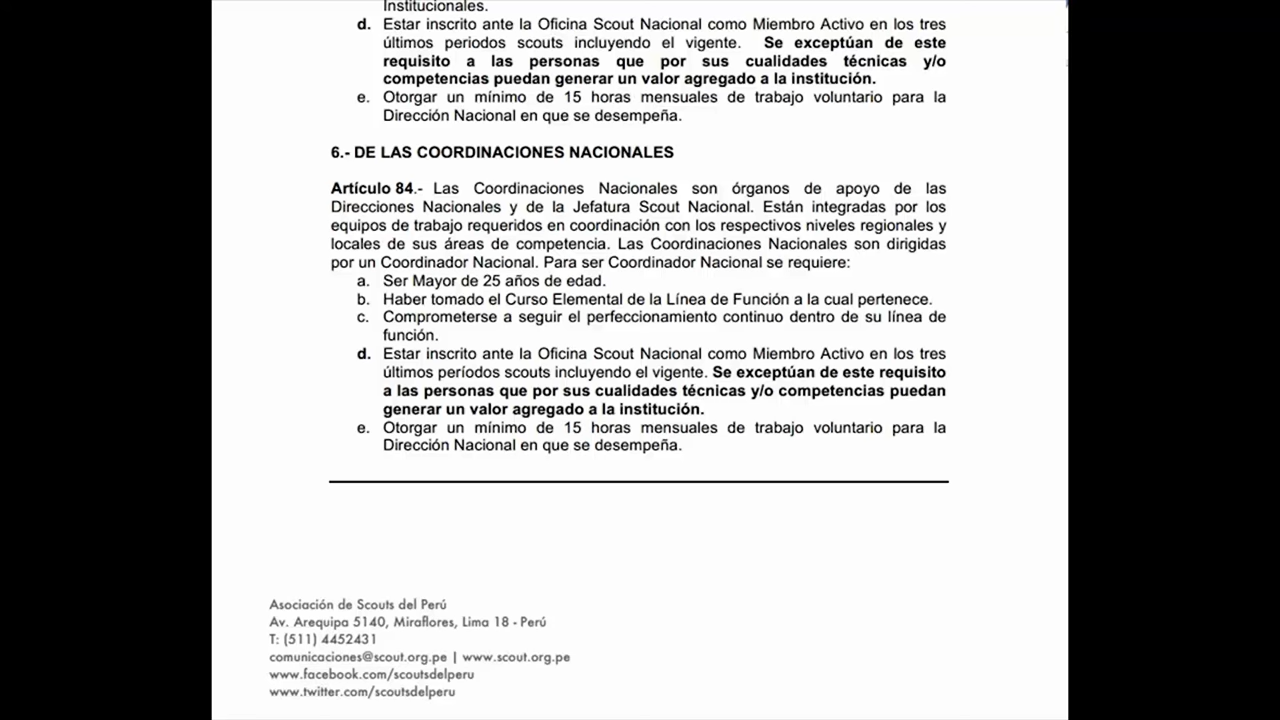 Institucionales.
d. Estar inscrito ante la Oficina Scout Nacional como Miembro Activo en los tres
últimos periodos scouts incluyendo el vigente. Se exceptúan de este
requisito a las personas que por sus cualidades técnicas y/o
competencias puedan generar un valor agregado a la institución.
e. Otorgar un mínimo de 15 horas mensuales de trabajo voluntario para la
Dirección Nacional en que se desempeña.
6.- DE LAS COORDINACIONES NACIONALES
Artículo 84.- Las Coordinaciones Nacionales son órganos de apoyo de las
Direcciones Nacionales y de la Jefatura Scout Nacional. Están integradas por los
equipos de trabajo requeridos en coordinación con los respectivos niveles regionales y
locales de sus áreas de competencia. Las Coordinaciones Nacionales son dirigidas
por un Coordinador Nacional. Para ser Coordinador Nacional se requiere:
a. Ser Mayor de 25 años de edad.
b. Haber tomado el Curso Elemental de la Línea de Función a la cual pertenece.
c. Comprometerse a seguir el perfeccionamiento continuo dentro de su línea de
función.
d. Estar inscrito ante la Oficina Scout Nacional como Miembro Activo en los tres
últimos períodos scouts incluyendo el vigente. Se exceptúan de este requisito
a las personas que por sus cualidades técnicas y/o competencias puedan
generar un valor agregado a la institución.
e. Otorgar un mínimo de 15 horas mensuales de trabajo voluntario para la
Dirección Nacional en que se desempeña.
Asociación de Scouts del Perú
Av. Arequipa 5140, Miraflores, Lima 18 - Perú
T: (511) 4452431
comunicaciones@scout.org.pe | www.scout.org.pe
www.facebook.com/scoutsdelperu
www.twitter.com/scoutsdelperu